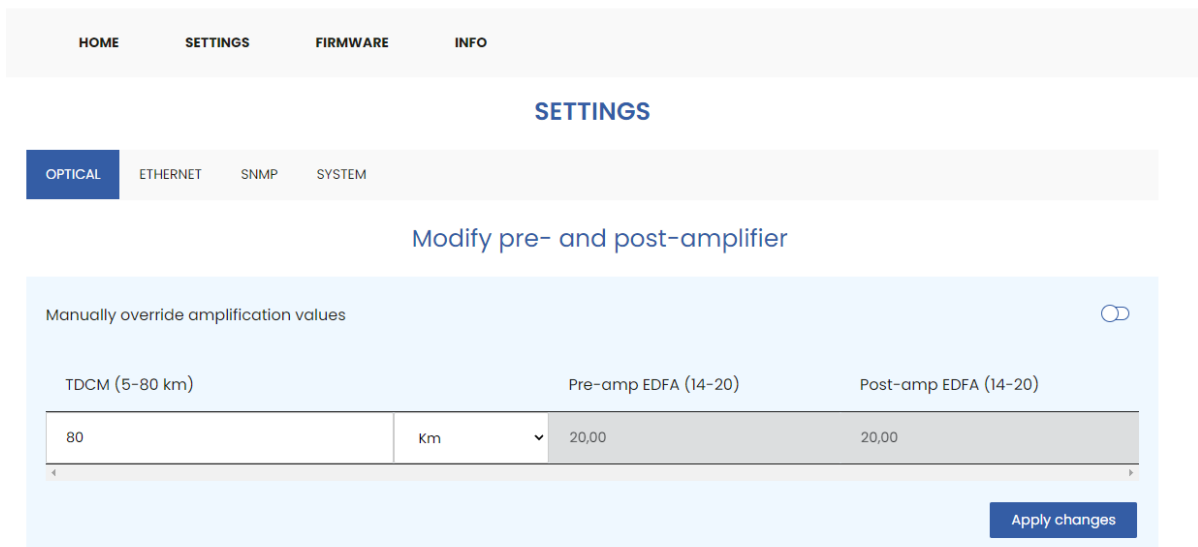 HOME SETTINGS FIRMWARE INFO
SETTINGS
OPTICAL ETHERNET SNMP SYSTEM
Modify pre- and post-amplifier
Manually override amplification values
TDCM (5-80 km) Pre-amp EDFA (14-20) Post-amp EDFA (14-20)
80 Km 20,00 20,00
Apply changes